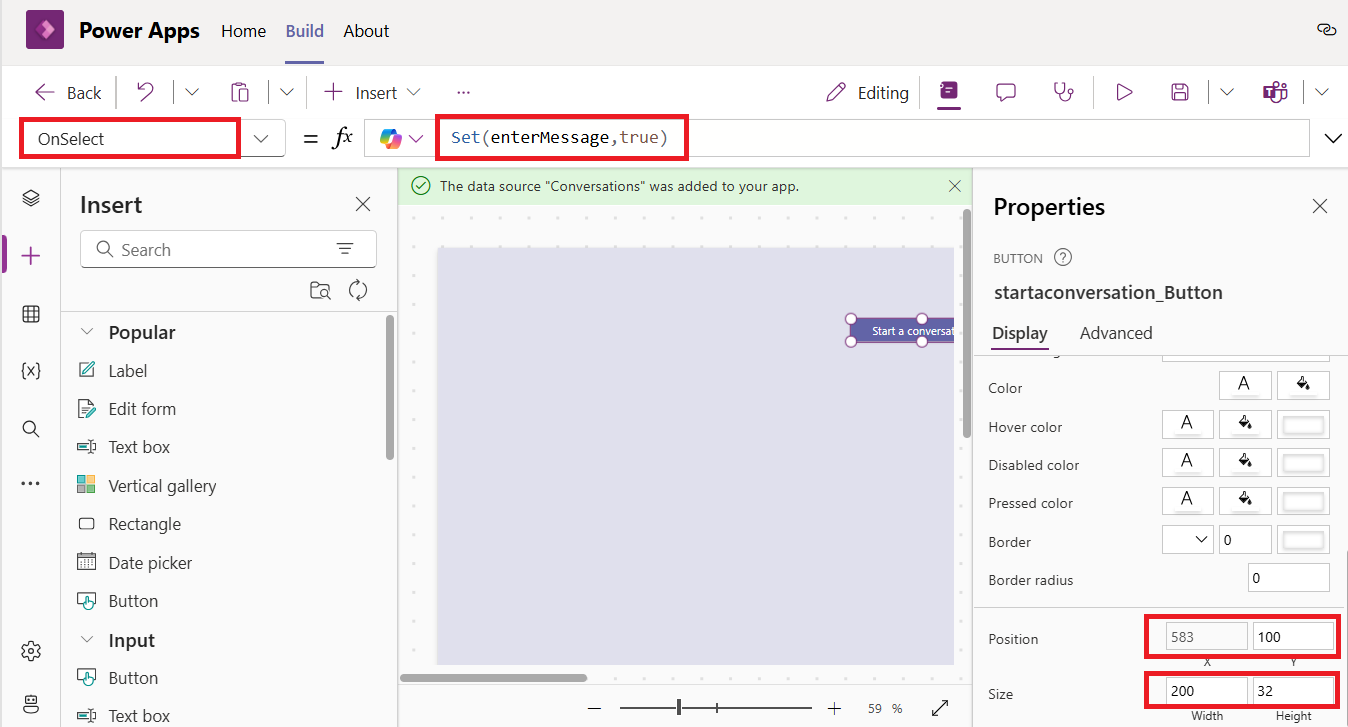 Power Apps Home Build About
Back Insert ... Editing
OnSelect = fx Set(enterMessage,true)
Insert
Search
Popular
Label
Edit form
Text box
Vertical gallery
Rectangle
Date picker
Button
Input
Button
Text box
The data source "Conversations" was added to your app.
Start a conversat
59 %
Properties
BUTTON ?
startaconversation_Button
Display Advanced
Color A
Hover color A
Disabled color A
Pressed color A
Border 0
Border radius 0
Position 583 100
X Y
Size 200 32
Width Height